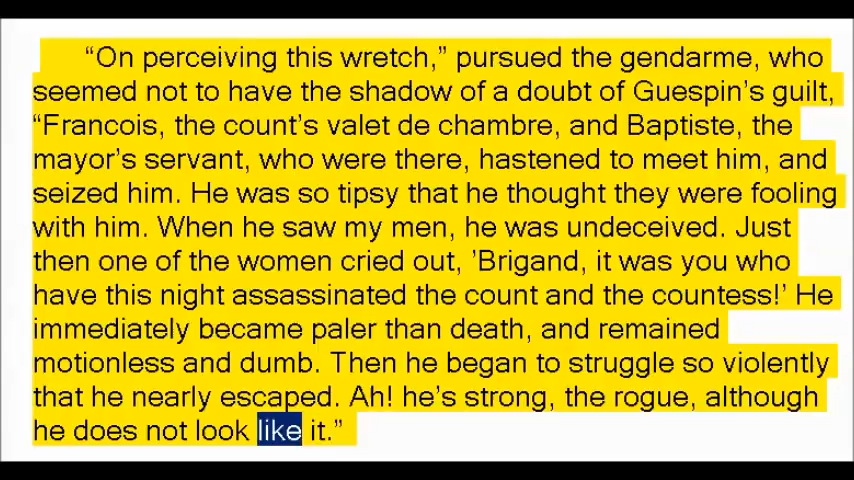 “On perceiving this wretch,” pursued the gendarme, who
seemed not to have the shadow of a doubt of Guespin’s guilt,
“Francois, the count’s valet de chambre, and Baptiste, the
mayor’s servant, who were there, hastened to meet him, and
seized him. He was so tipsy that he thought they were fooling
with him. When he saw my men, he was undeceived. Just
then one of the women cried out, ’Brigand, it was you who
have this night assassinated the count and the countess!’ He
immediately became paler than death, and remained
motionless and dumb. Then he began to struggle so violently
that he nearly escaped. Ah! he’s strong, the rogue, although
he does not look like it.”